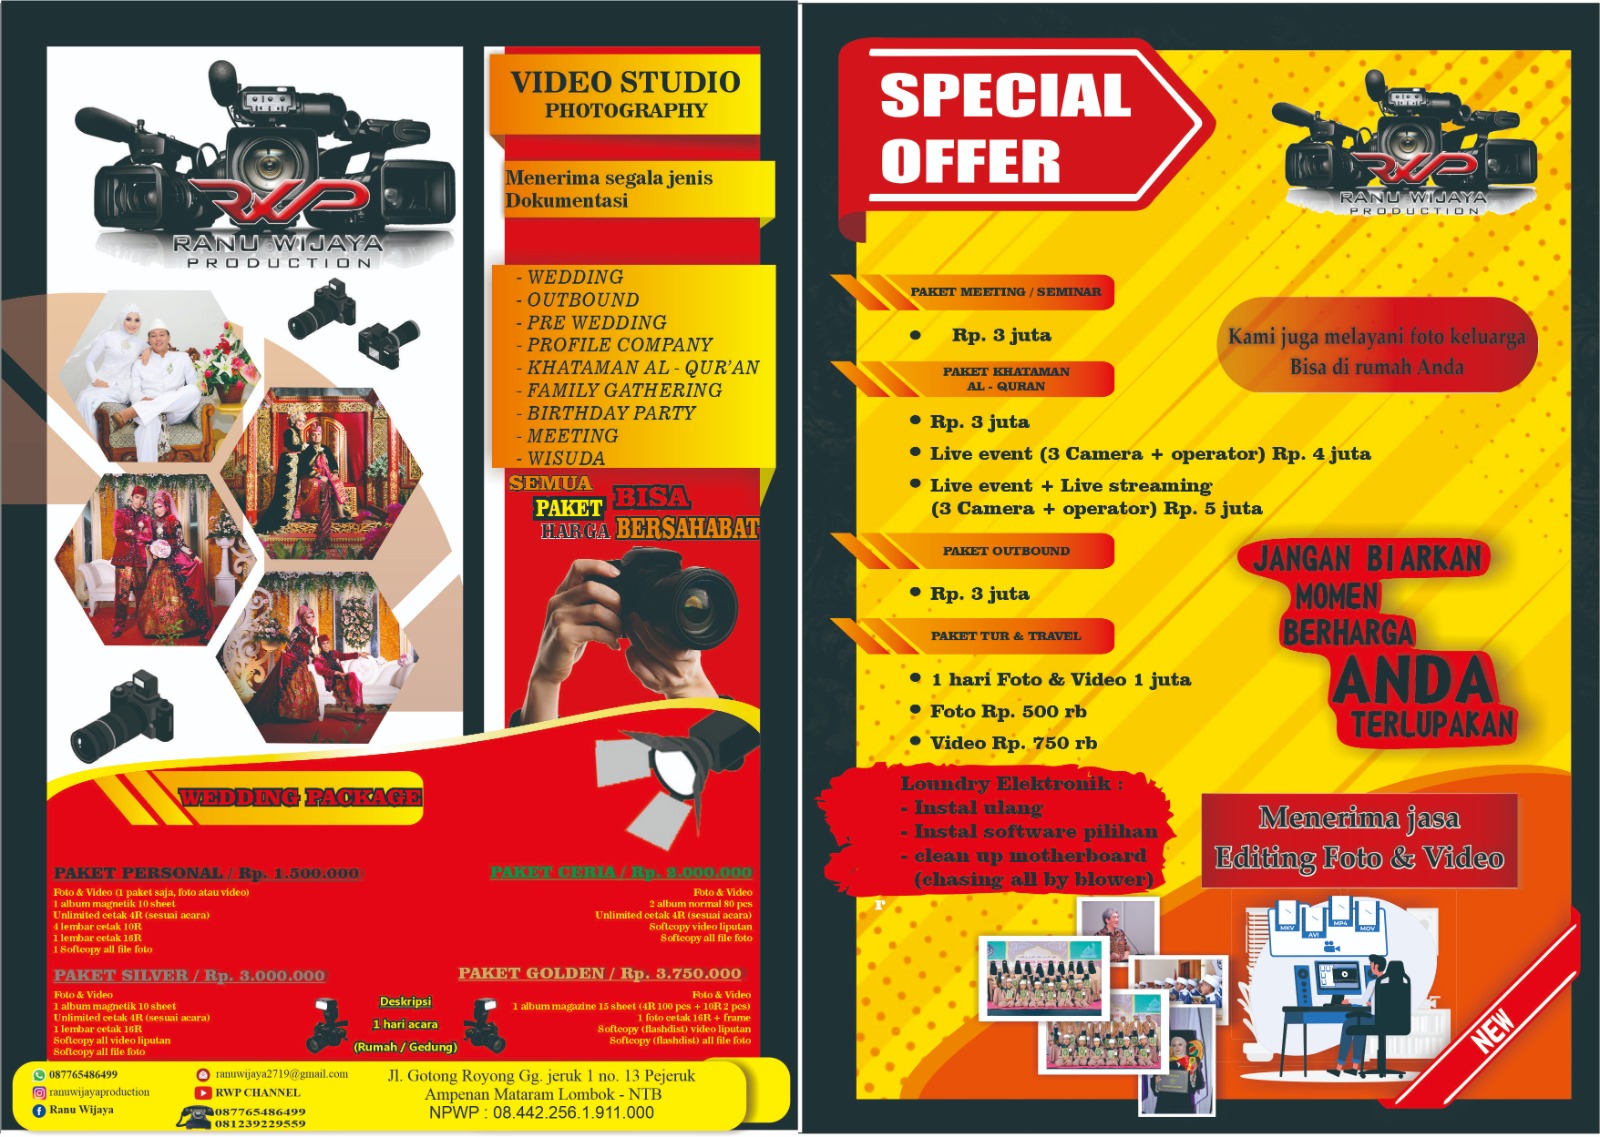 RWP
RANU WIJAYA
PRODUCTION
VIDEO STUDIO
PHOTOGRAPHY
Menerima segala jenis
Dokumentasi
- WEDDING
- OUTBOUND
- PRE WEDDING
- PROFILE COMPANY
- KHATAMAN AL - QUR'AN
- FAMILY GATHERING
- BIRTHDAY PARTY
- MEETING
- WISUDA
SEMUA
PAKET BISA
HARGA BERSAHABAT
WEDDING PACKAGE
PAKET PERSONAL / Rp. 1.500.000
Foto & Video (1 paket saja, foto atau video)
1 album magnetik 10 sheet
Unlimited cetak 4R (sesuai acara)
4 lembar cetak 10R
1 lembar cetak 16R
1 Softcopy all file foto
PAKET CERIA / Rp. 2.000.000
Foto & Video
2 album normal 80 pcs
Unlimited cetak 4R (sesuai acara)
Softcopy video liputan
Softcopy all file foto
PAKET SILVER / Rp. 3.000.000
Foto & Video
1 album magnetik 10 sheet
Unlimited cetak 4R (sesuai acara)
1 lembar cetak 16R
Softcopy all video liputan
Softcopy all file foto
Deskripsi
1 hari acara
(Rumah / Gedung)
PAKET GOLDEN / Rp. 3.750.000
Foto & Video
1 album magazine 15 sheet (4R 100 pcs + 10R 2 pcs)
1 foto cetak 16R + frame
Softcopy (flashdist) video liputan
Softcopy (flashdist) all file foto
087765486499
ranuwijayaproduction
Ranu Wijaya
ranuwijaya2719@gmail.com
RWP CHANNEL
087765486499
081239229559
Jl. Gotong Royong Gg. jeruk 1 no. 13 Pejeruk
Ampenan Mataram Lombok - NTB
NPWP : 08.442.256.1.911.000
SPECIAL
OFFER
RWP
RANU WIJAYA
PRODUCTION
PAKET MEETING / SEMINAR
• Rp. 3 juta
PAKET KHATAMAN
AL - QURAN
• Rp. 3 juta
• Live event (3 Camera + operator) Rp. 4 juta
• Live event + Live streaming
(3 Camera + operator) Rp. 5 juta
PAKET OUTBOUND
• Rp. 3 juta
PAKET TUR & TRAVEL
• 1 hari Foto & Video 1 juta
• Foto Rp. 500 rb
• Video Rp. 750 rb
Kami juga melayani foto keluarga
Bisa di rumah Anda
JANGAN BIARKAN
MOMEN
BERHARGA
ANDA
TERLUPAKAN
Loundry Elektronik :
- Instal ulang
- Instal software pilihan
- clean up motherboard
(chasing all by blower)
r
Menerima jasa
Editing Foto & Video
MKV
AVI
MP4
MOV
NEW